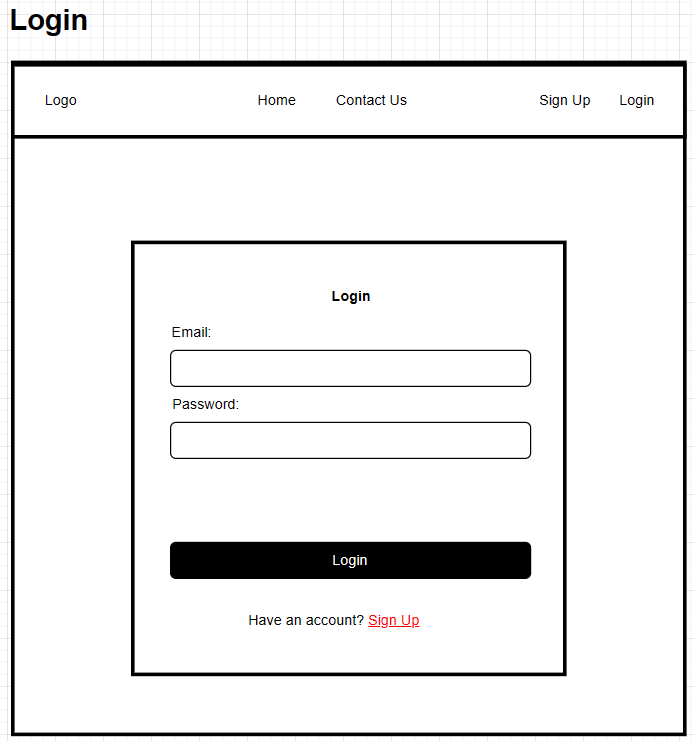 Login
Logo Home Contact Us Sign Up Login
Login
Email:
Password:
Login
Have an account? Sign Up